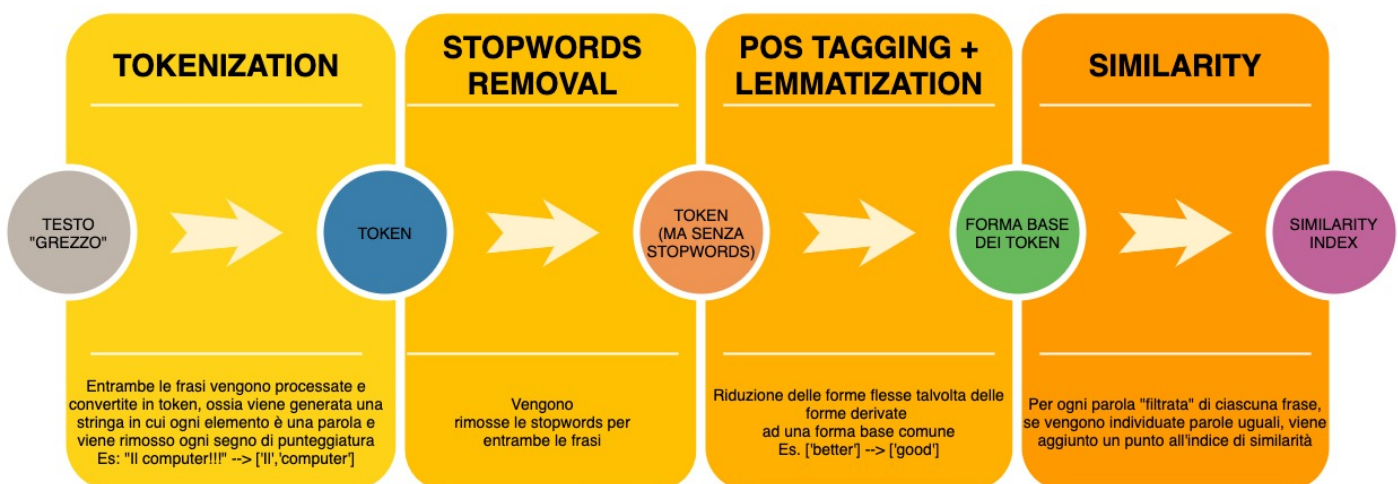 TOKENIZATION
STOPWORDS
REMOVAL
POS TAGGING +
LEMMATIZATION
SIMILARITY
TESTO
"GREZZO"
TOKEN
TOKEN
(MA SENZA
STOPWORDS)
FORMA BASE
DEI TOKEN
SIMILARITY
INDEX
Entrambe le frasi vengono processate e
convertite in token, ossia viene generata una
stringa in cui ogni elemento è una parola e
viene rimosso ogni segno di punteggiatura
Es: "Il computer!!!" --> ['Il','computer']
Vengono
rimosse le stopwords per
entrambe le frasi
Riduzione delle forme flesse talvolta delle
forme derivate
ad una forma base comune
Es. ['better'] --> ['good']
Per ogni parola "filtrata" di ciascuna frase,
se vengono individuate parole uguali, viene
aggiunto un punto all'indice di similarità